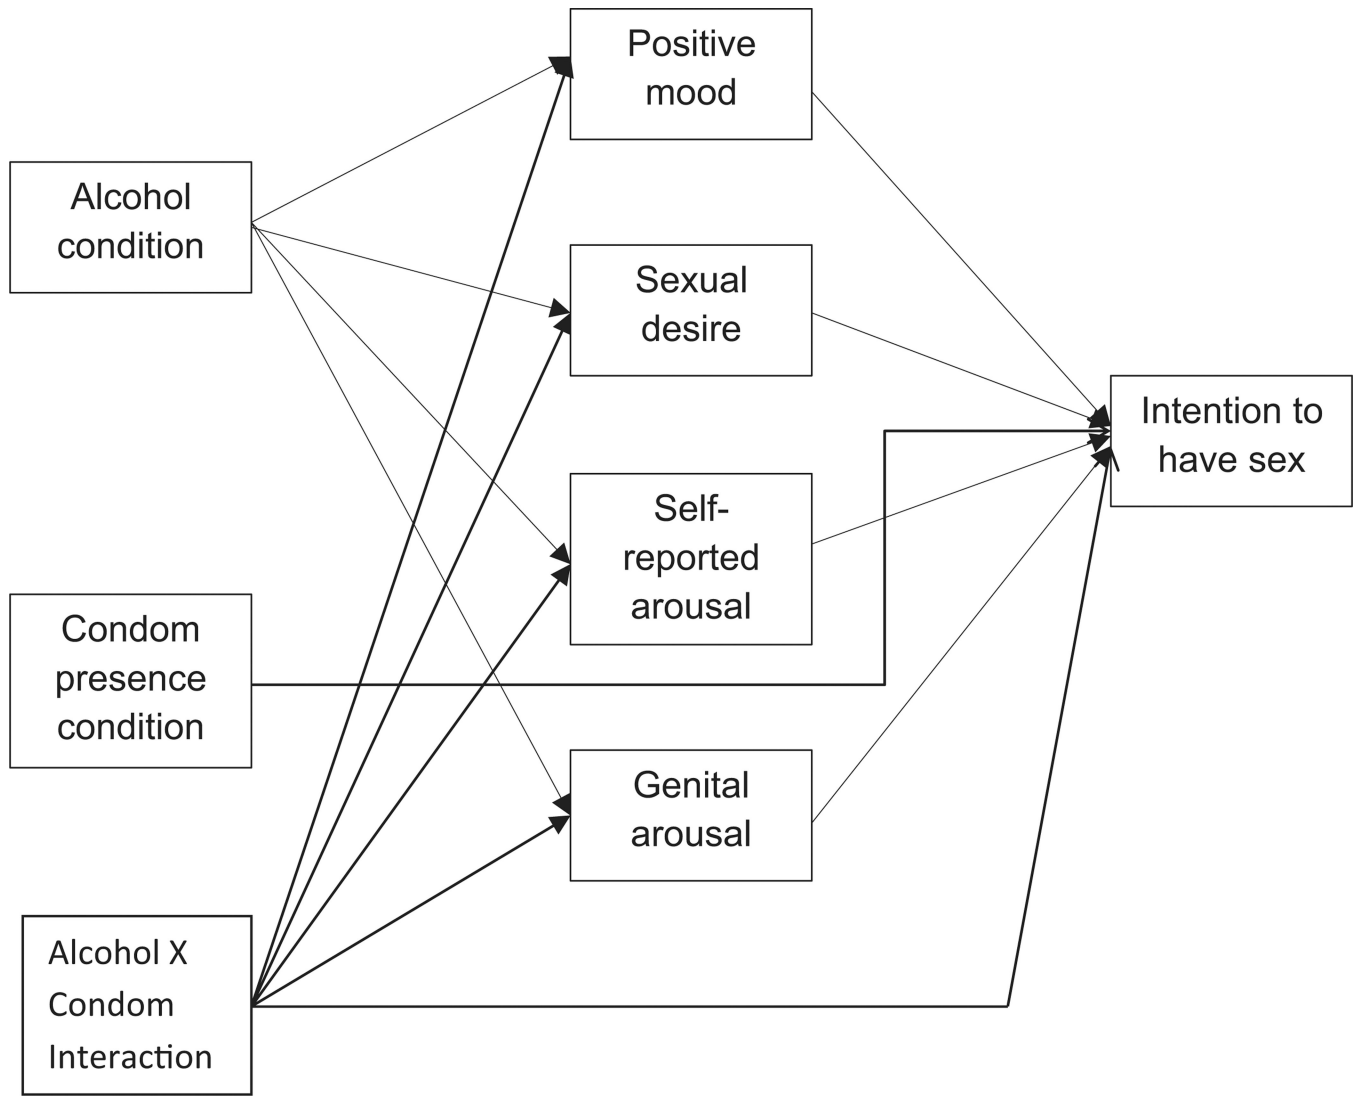 Positive
mood
Alcohol
condition
Sexual
desire
Intention to
have sex
Self-
reported
arousal
Condom
presence
condition
Genital
arousal
Alcohol X
Condom
Interaction